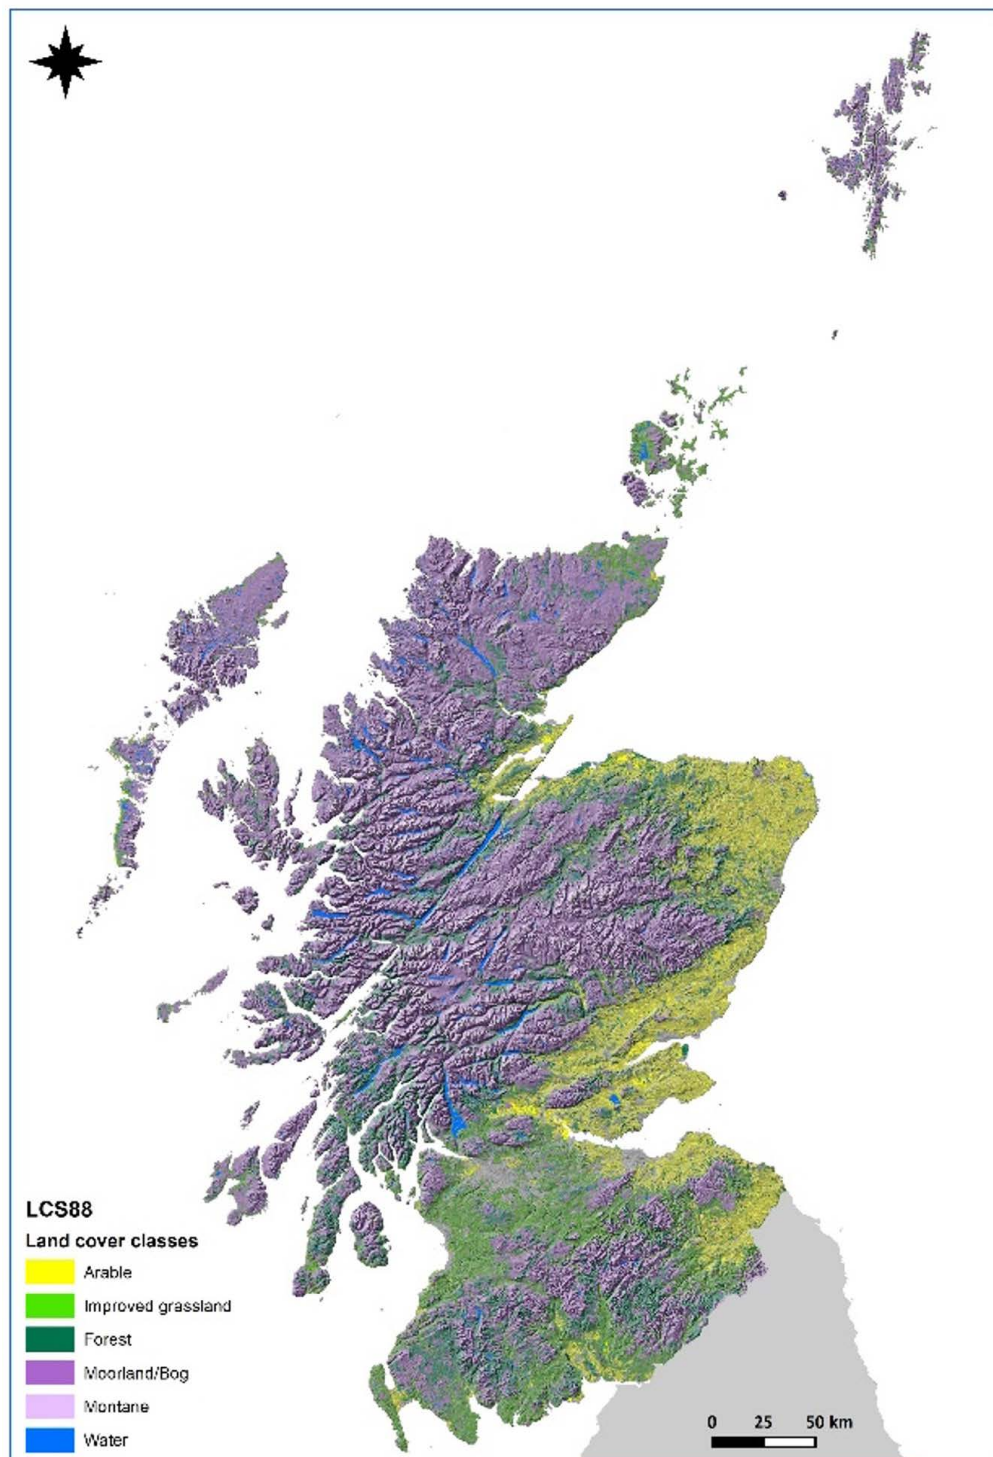 LCS88
Land cover classes
Arable
Improved grassland
Forest
Moorland/Bog
Montane
Water
0 25 50 km